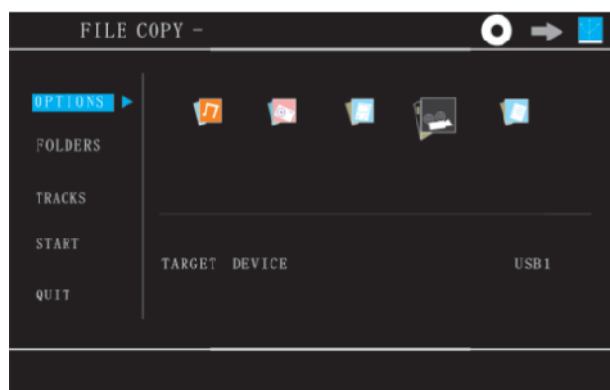 FILE COPY -
OPTIONS
FOLDERS
TRACKS
START
TARGET DEVICE USB1
QUIT